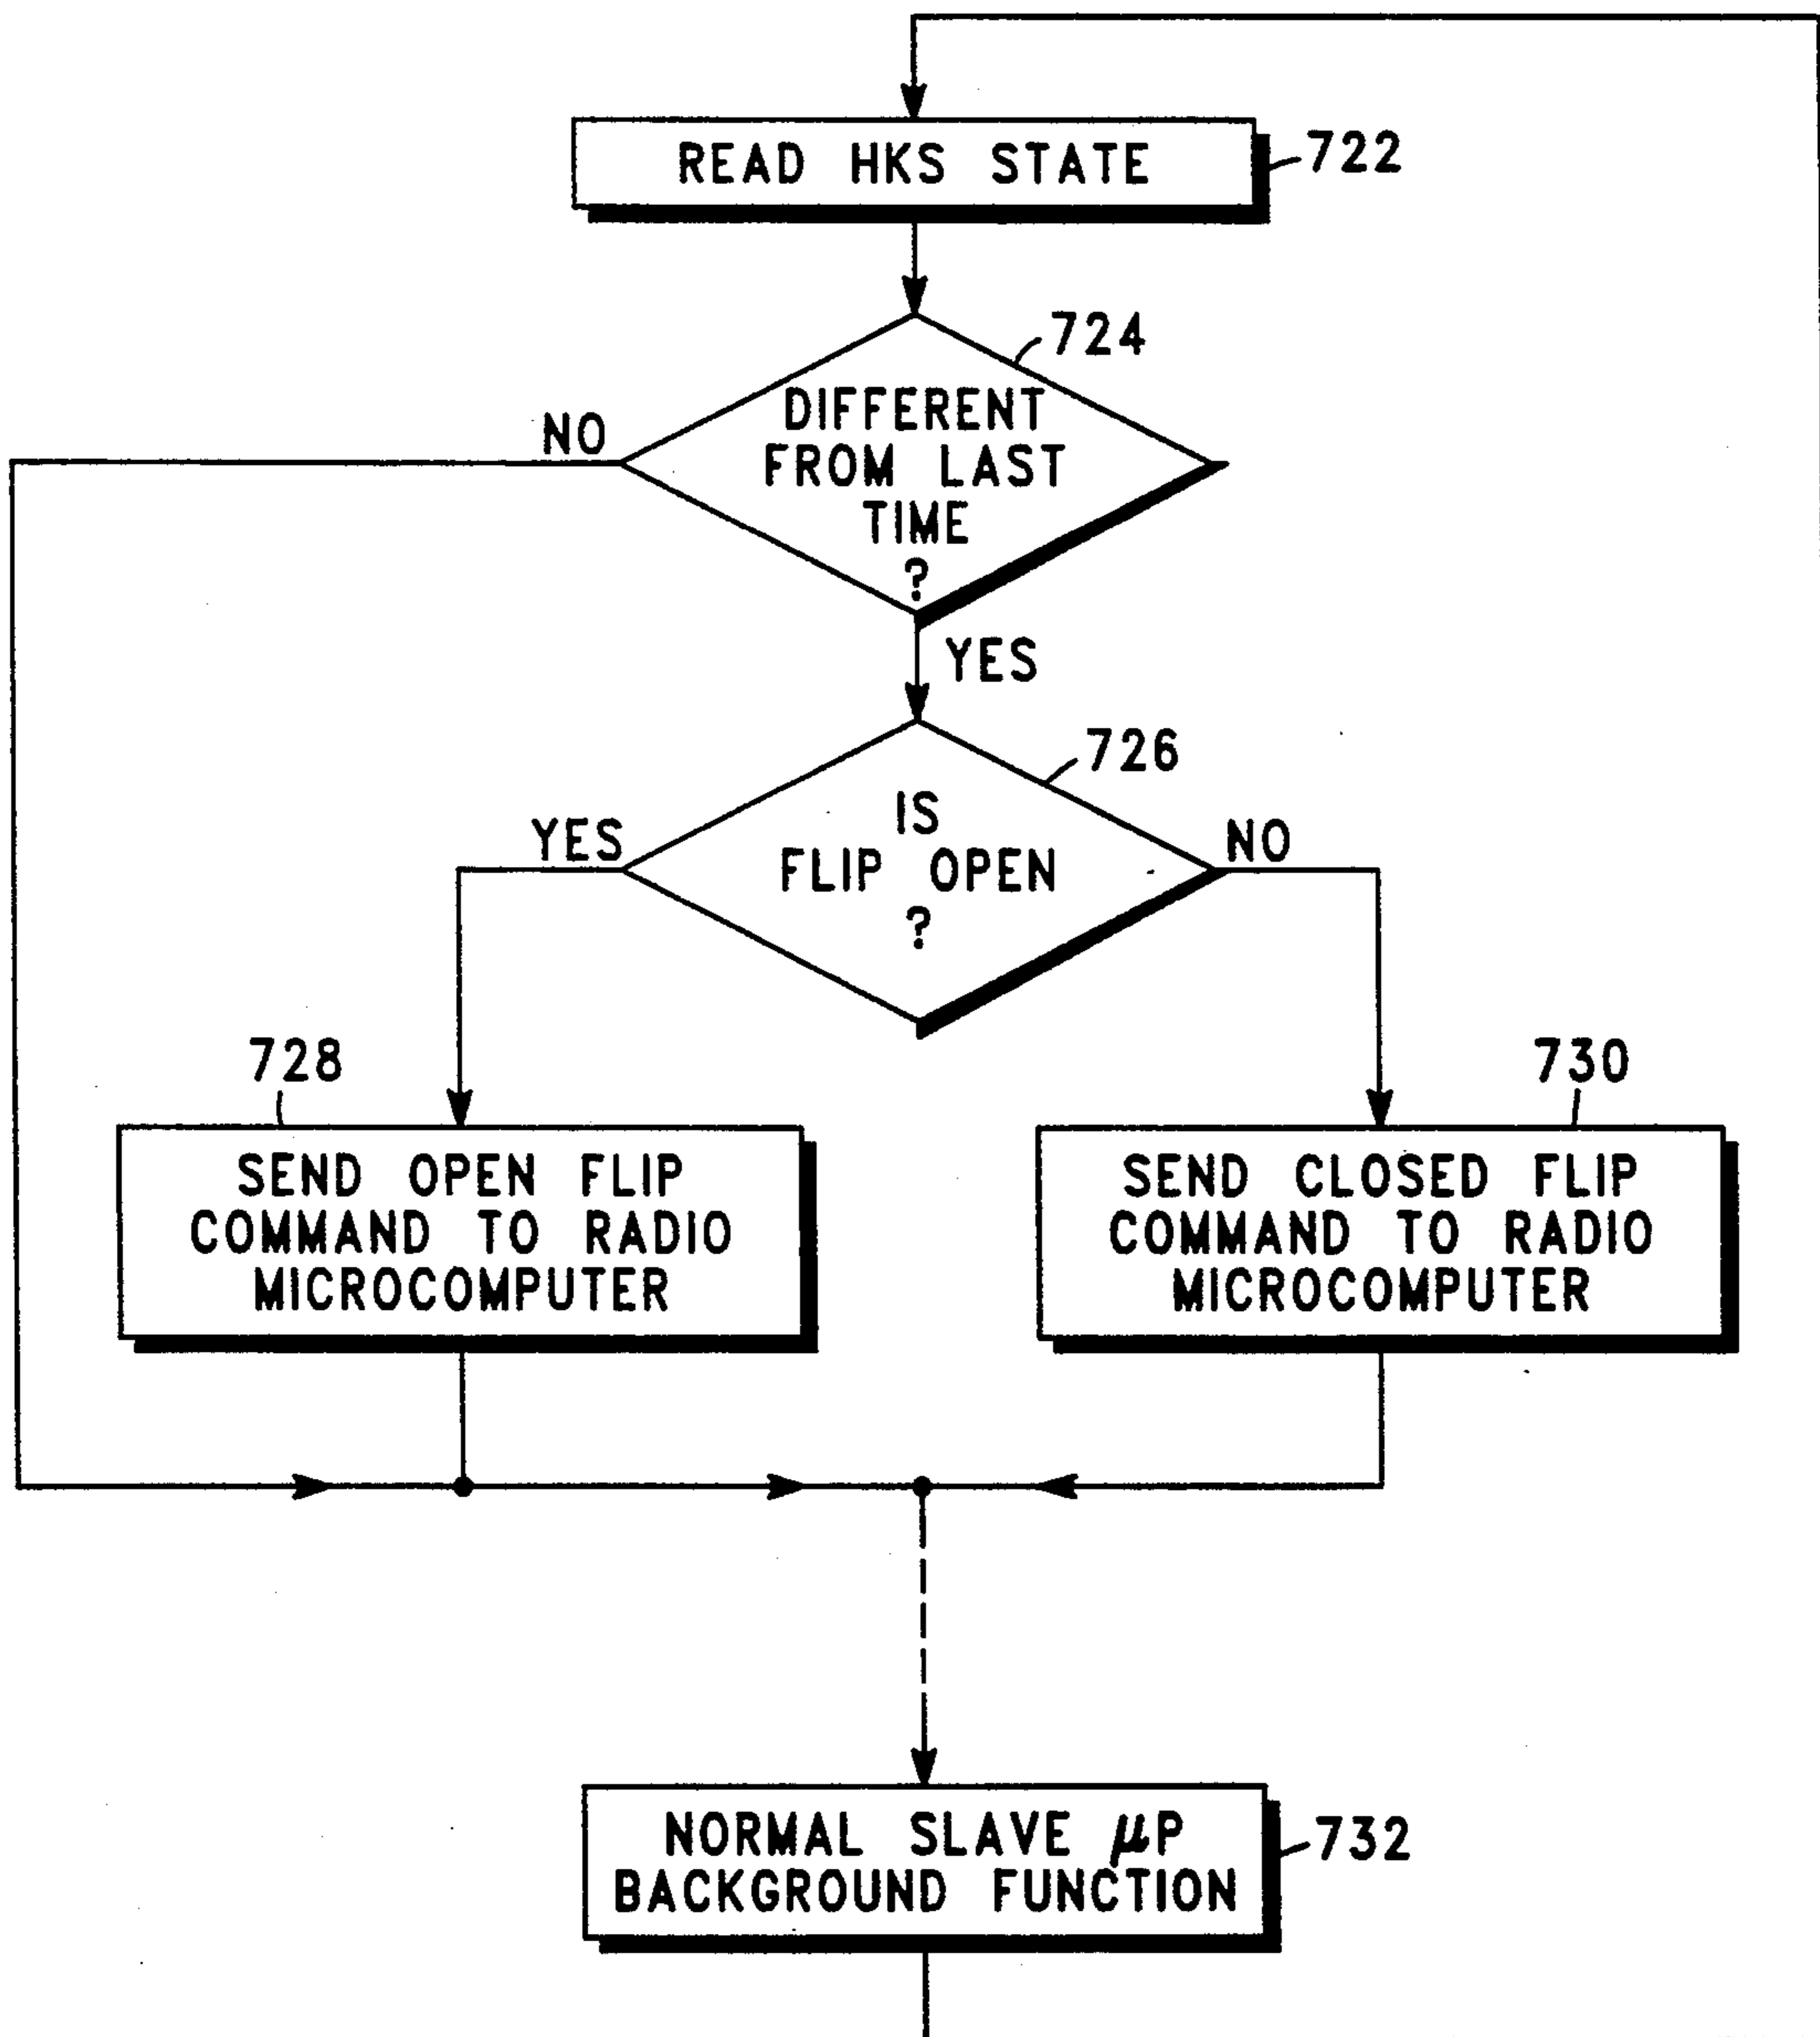 READ HKS STATE
722
724
DIFFERENT
FROM LAST
TIME
?
NO
YES
726
IS
FLIP OPEN
?
YES
NO
728
730
SEND OPEN FLIP
COMMAND TO RADIO
MICROCOMPUTER
SEND CLOSED FLIP
COMMAND TO RADIO
MICROCOMPUTER
NORMAL SLAVE μP
BACKGROUND FUNCTION
732